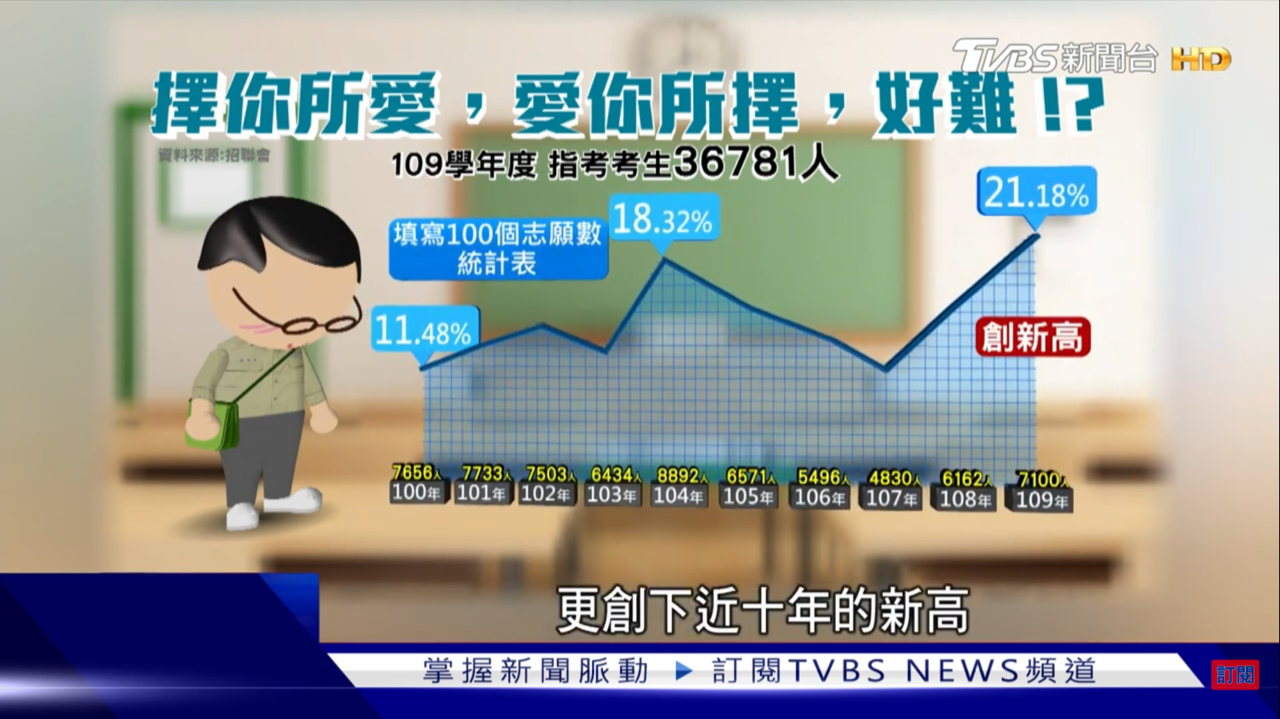 TVBS新聞台 HD
擇你所愛,愛你所擇,好難!?
資料來源:招聯會
109學年度 指考考生36781人
填寫100個志願數
統計表
11.48%
18.32%
21.18%
創新高
7656人 7733人 7503人 6434人 8892人 6571人 5496人 4830人 6162人 7100人
100年 101年 102年 103年 104年 105年 106年 107年 108年 109年
更創下近十年的新高
掌握新聞脈動 ▶ 訂閱TVBS NEWS頻道
訂閱